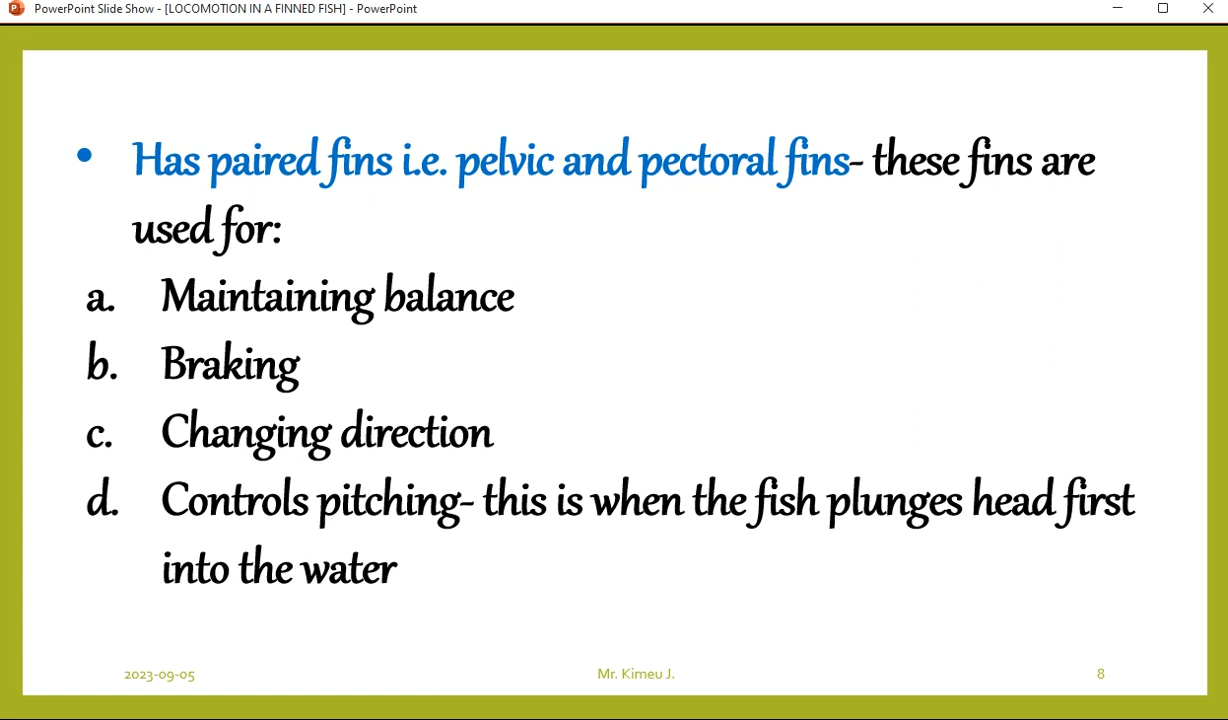 PowerPoint Slide Show - [LOCOMOTION IN A FINNED FISH] - PowerPoint
• Has paired fins i.e. pelvic and pectoral fins- these fins are
used for:
a. Maintaining balance
b. Braking
c. Changing direction
d. Controls pitching- this is when the fish plunges head first
into the water
2023-09-05 Mr. Kimeu J. 8